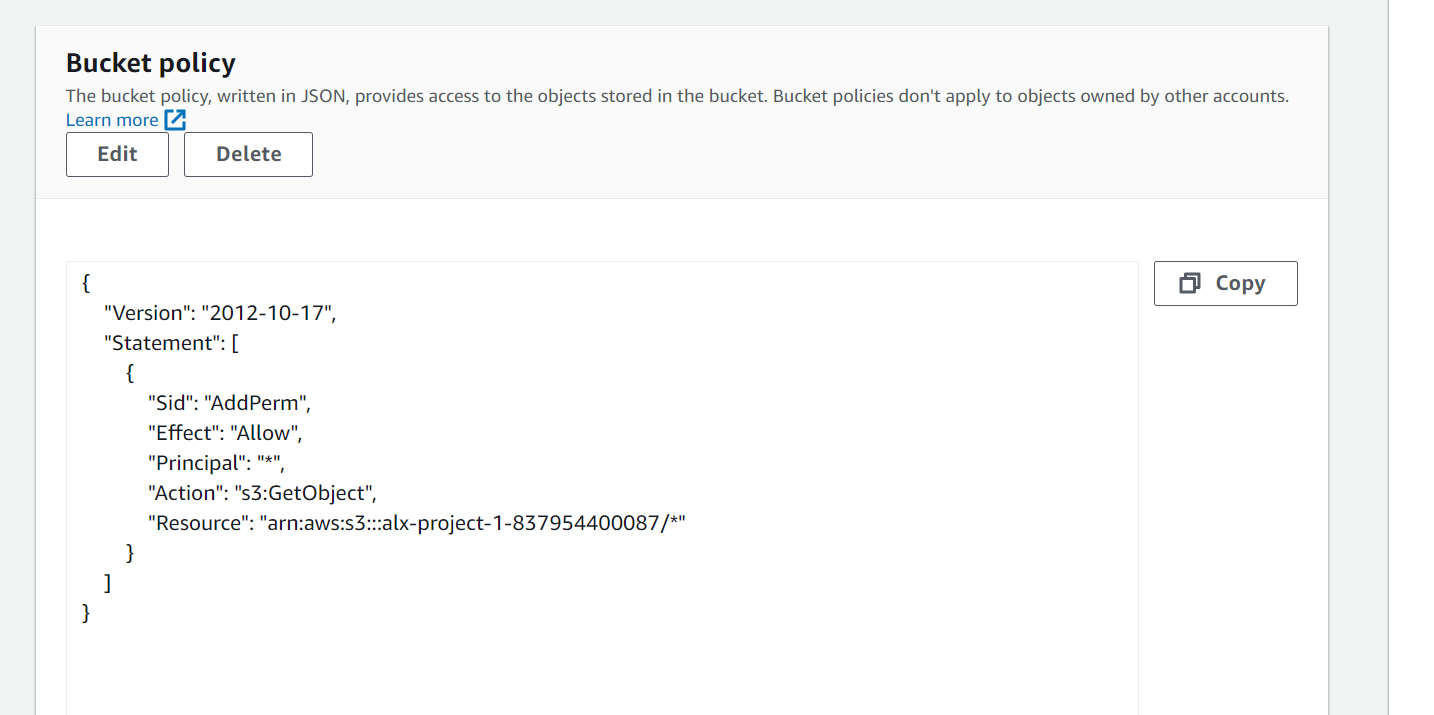 Bucket policy
The bucket policy, written in JSON, provides access to the objects stored in the bucket. Bucket policies don't apply to objects owned by other accounts.
Learn more
Edit Delete
Copy
{
"Version": "2012-10-17",
"Statement": [
{
"Sid": "AddPerm",
"Effect": "Allow",
"Principal": "*",
"Action": "s3:GetObject",
"Resource": "arn:aws:s3:::alx-project-1-837954400087/*"
}
]
}